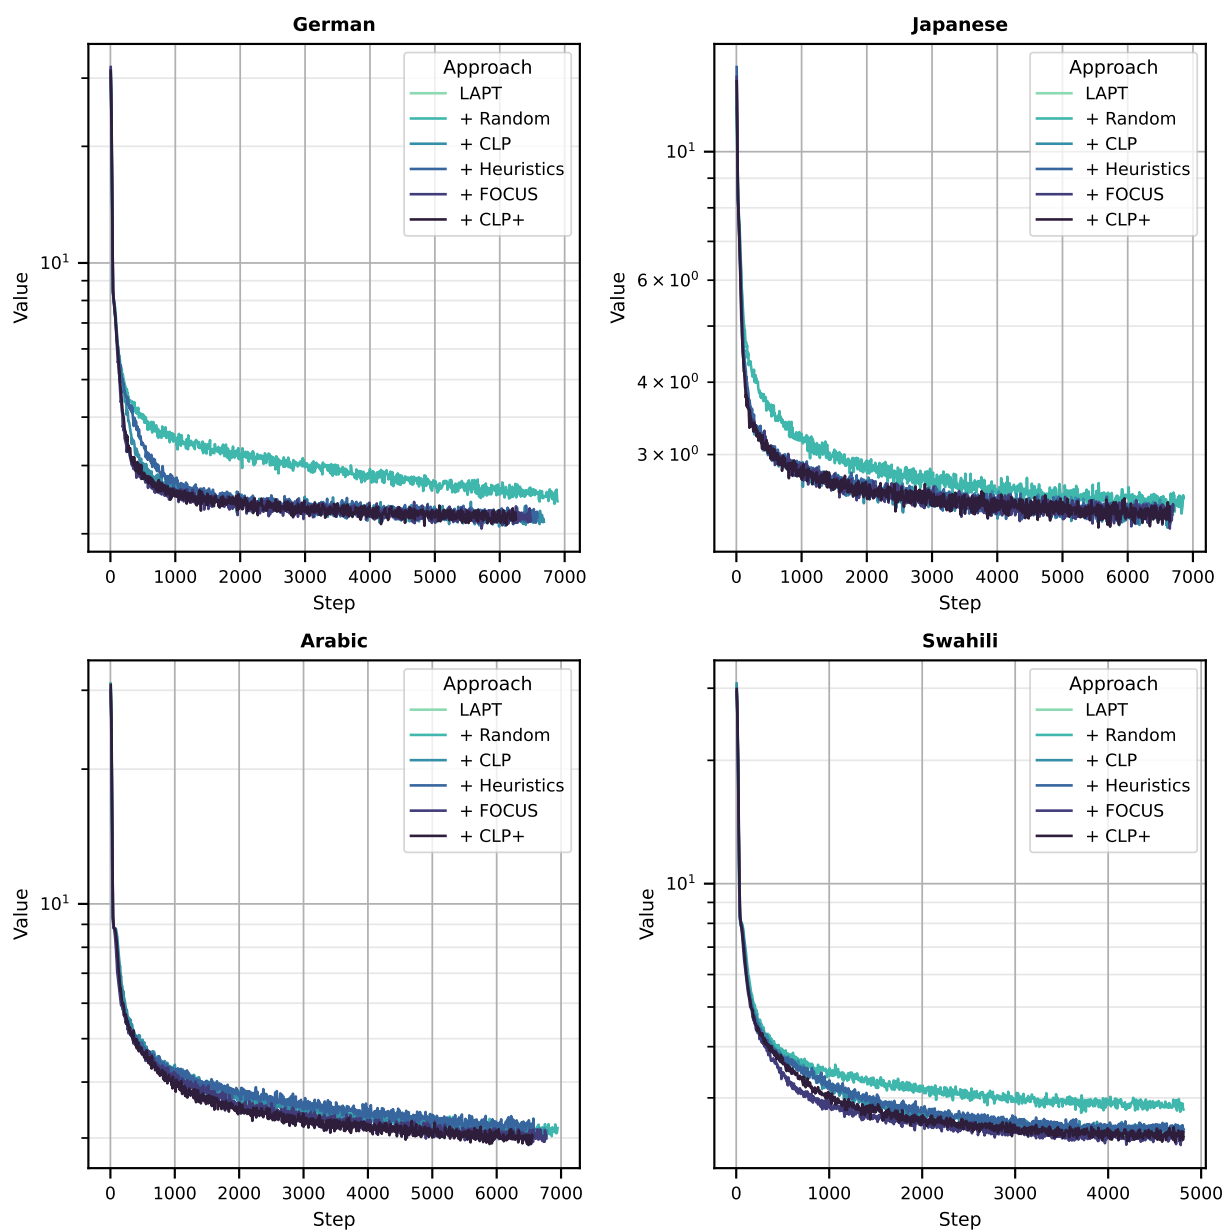 German
Approach
LAPT
+ Random
+ CLP
+ Heuristics
+ FOCUS
+ CLP+
10¹
Value
0 1000 2000 3000 4000 5000 6000 7000
Step
Japanese
Approach
LAPT
+ Random
+ CLP
+ Heuristics
+ FOCUS
+ CLP+
10¹
6 × 10⁰
4 × 10⁰
3 × 10⁰
Value
0 1000 2000 3000 4000 5000 6000 7000
Step
Arabic
Approach
LAPT
+ Random
+ CLP
+ Heuristics
+ FOCUS
+ CLP+
10¹
Value
0 1000 2000 3000 4000 5000 6000 7000
Step
Swahili
Approach
LAPT
+ Random
+ CLP
+ Heuristics
+ FOCUS
+ CLP+
10¹
Value
0 1000 2000 3000 4000 5000
Step